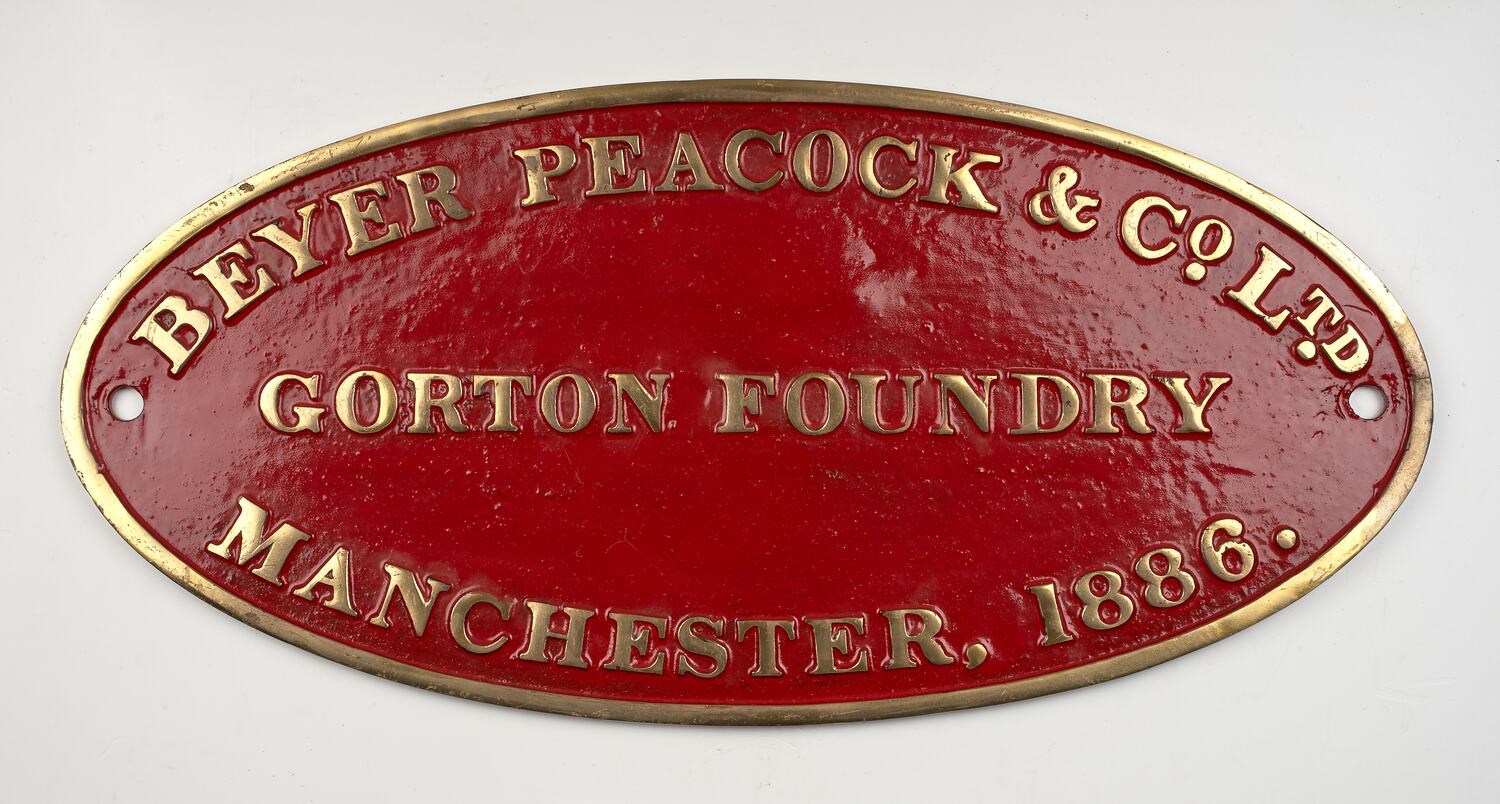 BEYER PEACOCK & Co. LTD.
GORTON FOUNDRY
MANCHESTER, 1886.